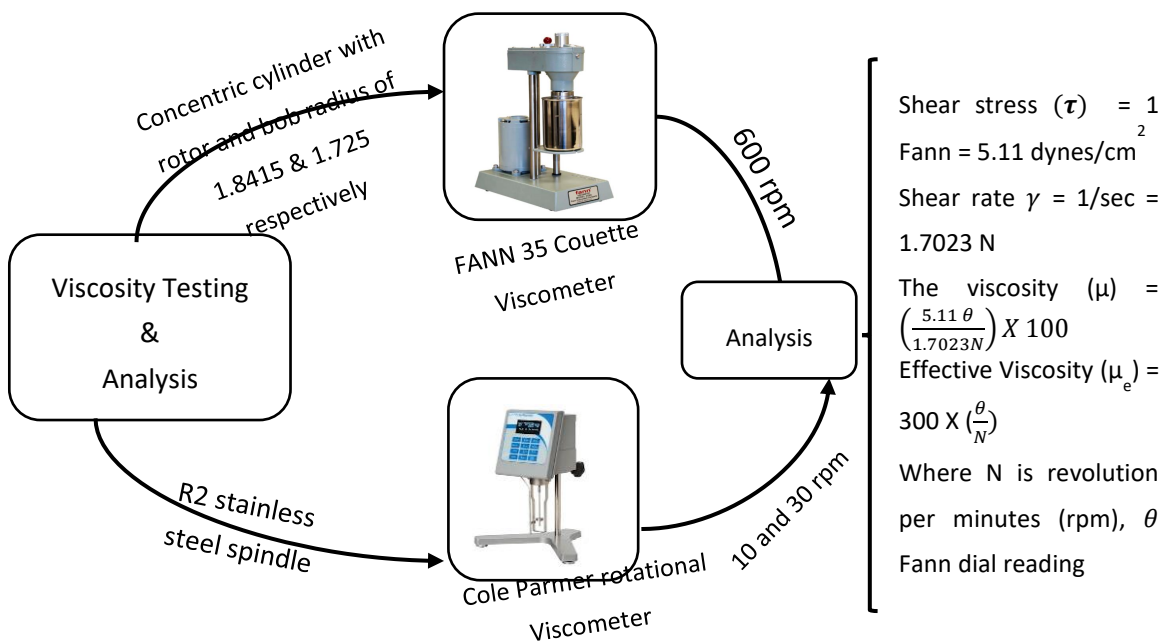 Viscosity Testing
&
Analysis
Concentric cylinder with
rotor and bob radius of
1.8415 & 1.725
respectively
FANN 35 Couette
Viscometer
600 rpm
R2 stainless
steel spindle
Cole Parmer rotational
Viscometer
10 and 30 rpm
Analysis
Shear stress (τ) = 1
Fann = 5.11 dynes/cm²
Shear rate γ = 1/sec =
1.7023 N
The viscosity (μ) =
(5.11 θ / 1.7023N) X 100
Effective Viscosity (μₑ) =
300 X (θ/N)
Where N is revolution
per minutes (rpm), θ
Fann dial reading